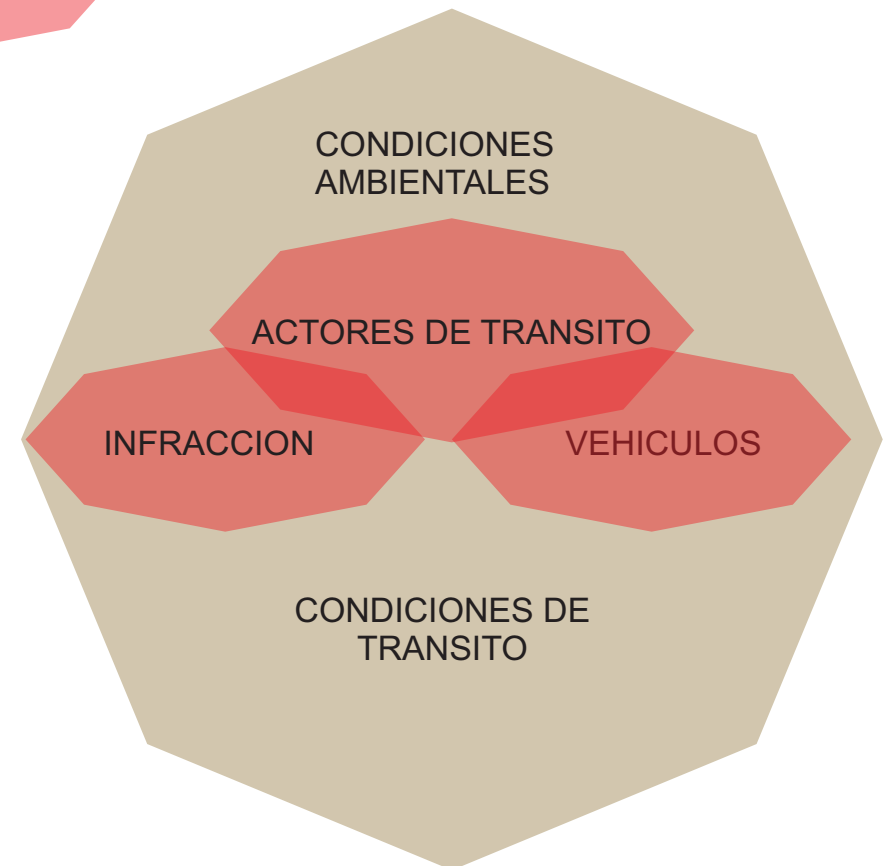 CONDICIONES
AMBIENTALES
ACTORES DE TRANSITO
INFRACCION
VEHICULOS
CONDICIONES DE
TRANSITO